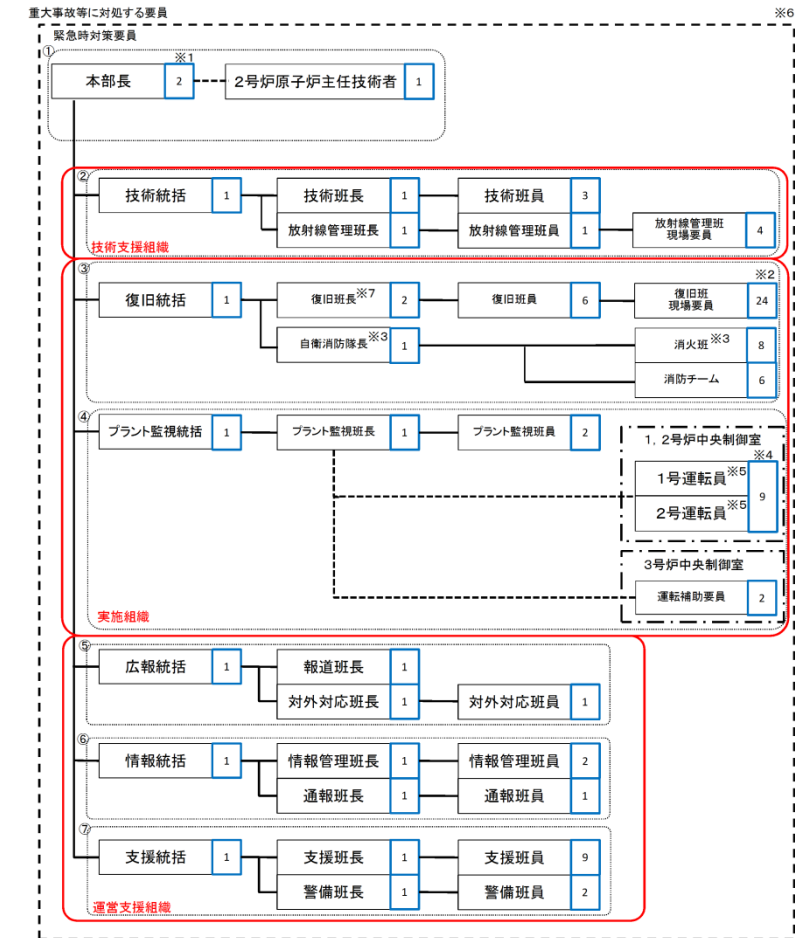 重大事故等に対処する要員
※6
緊急時対策要員
①
※1
本部長 2
2号炉原子炉主任技術者 1
②
技術統括 1
技術班長 1
技術班員 3
放射線管理班長 1
放射線管理班員 1
放射線管理班
現場要員
4
技術支援組織
③
※2
復旧統括 1
復旧班長※7 2
復旧班員 6
復旧班
現場要員
24
自衛消防隊長※3 1
消火班※3 8
消防チーム 6
④
プラント監視統括 1
プラント監視班長 1
プラント監視班員 2
1，2号炉中央制御室
※4
1号運転員※5
9
2号運転員※5
3号炉中央制御室
運転補助要員 2
実施組織
⑤
広報統括 1
報道班長 1
対外対応班長 1
対外対応班員 1
⑥
情報統括 1
情報管理班長 1
情報管理班員 2
通報班長 1
通報班員 1
⑦
支援統括 1
支援班長 1
支援班員 9
警備班長 1
警備班員 2
運営支援組織